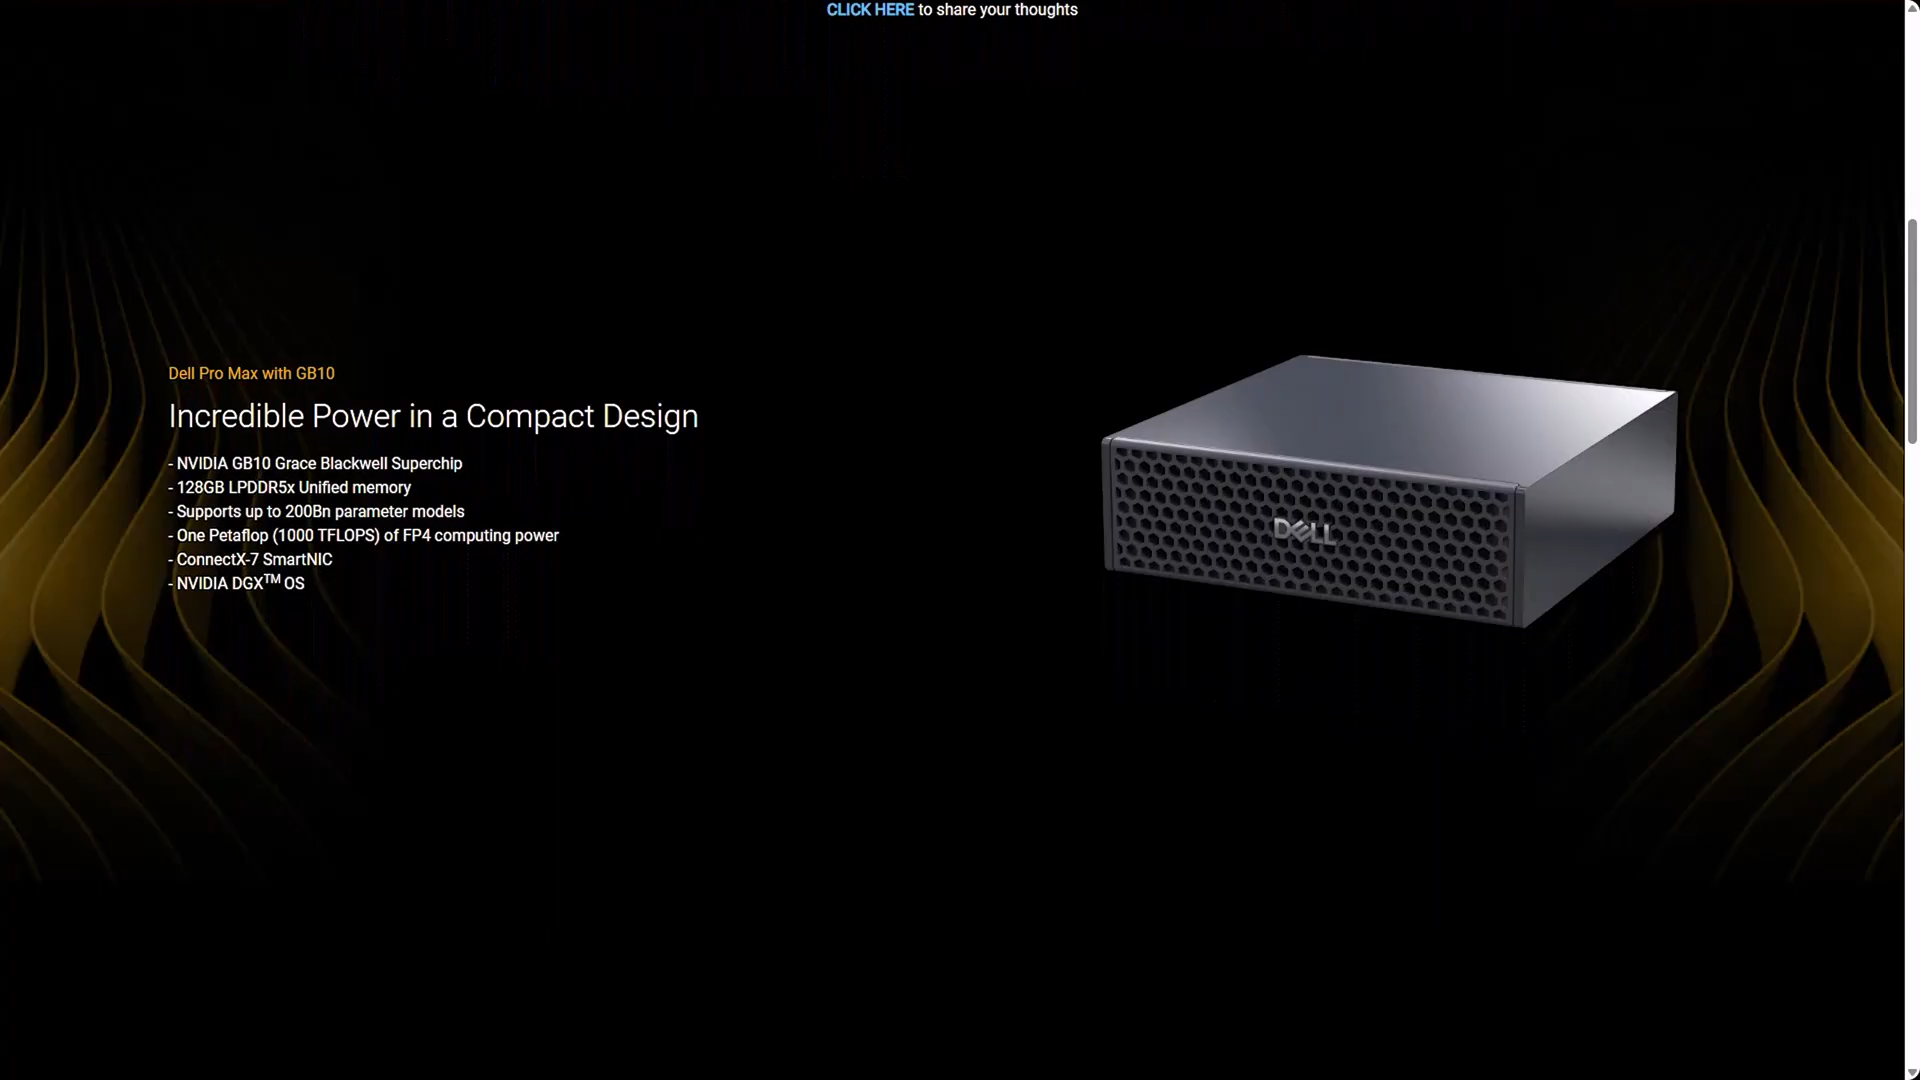 CLICK HERE to share your thoughts
Dell Pro Max with GB10
Incredible Power in a Compact Design
- NVIDIA GB10 Grace Blackwell Superchip
- 128GB LPDDR5x Unified memory
- Supports up to 200Bn parameter models
- One Petaflop (1000 TFLOPS) of FP4 computing power
- ConnectX-7 SmartNIC
- NVIDIA DGX™ OS
DELL